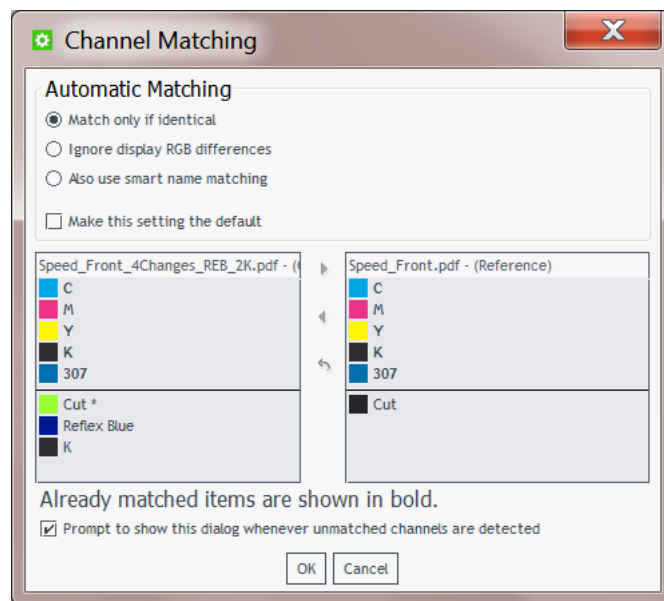 Channel Matching
Automatic Matching
Match only if identical
Ignore display RGB differences
Also use smart name matching
Make this setting the default
Speed_Front_4Changes_REB_2K.pdf - (
C
M
Y
K
307
Cut *
Reflex Blue
K
Speed_Front.pdf - (Reference)
C
M
Y
K
307
Cut
Already matched items are shown in bold.
Prompt to show this dialog whenever unmatched channels are detected
OK
Cancel